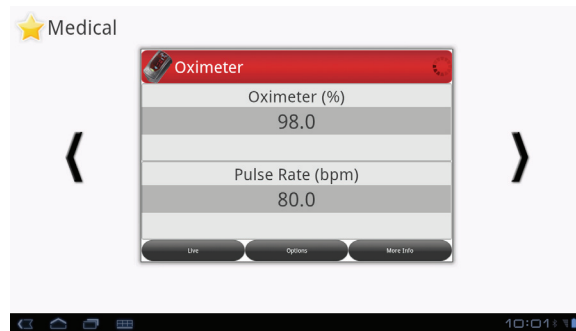 Medical
Oximeter
Oximeter (%)
98.0
Pulse Rate (bpm)
80.0
Live
Options
More Info
10:01